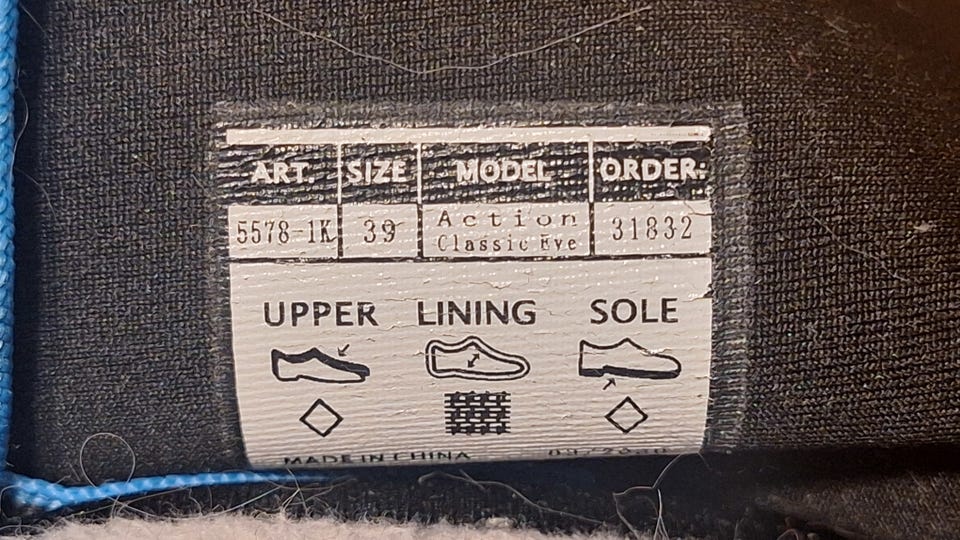 ART. SIZE MODEL ORDER:
5578-1K 39 Action 31832
Classic Eve
UPPER LINING SOLE
MADE IN CHINA